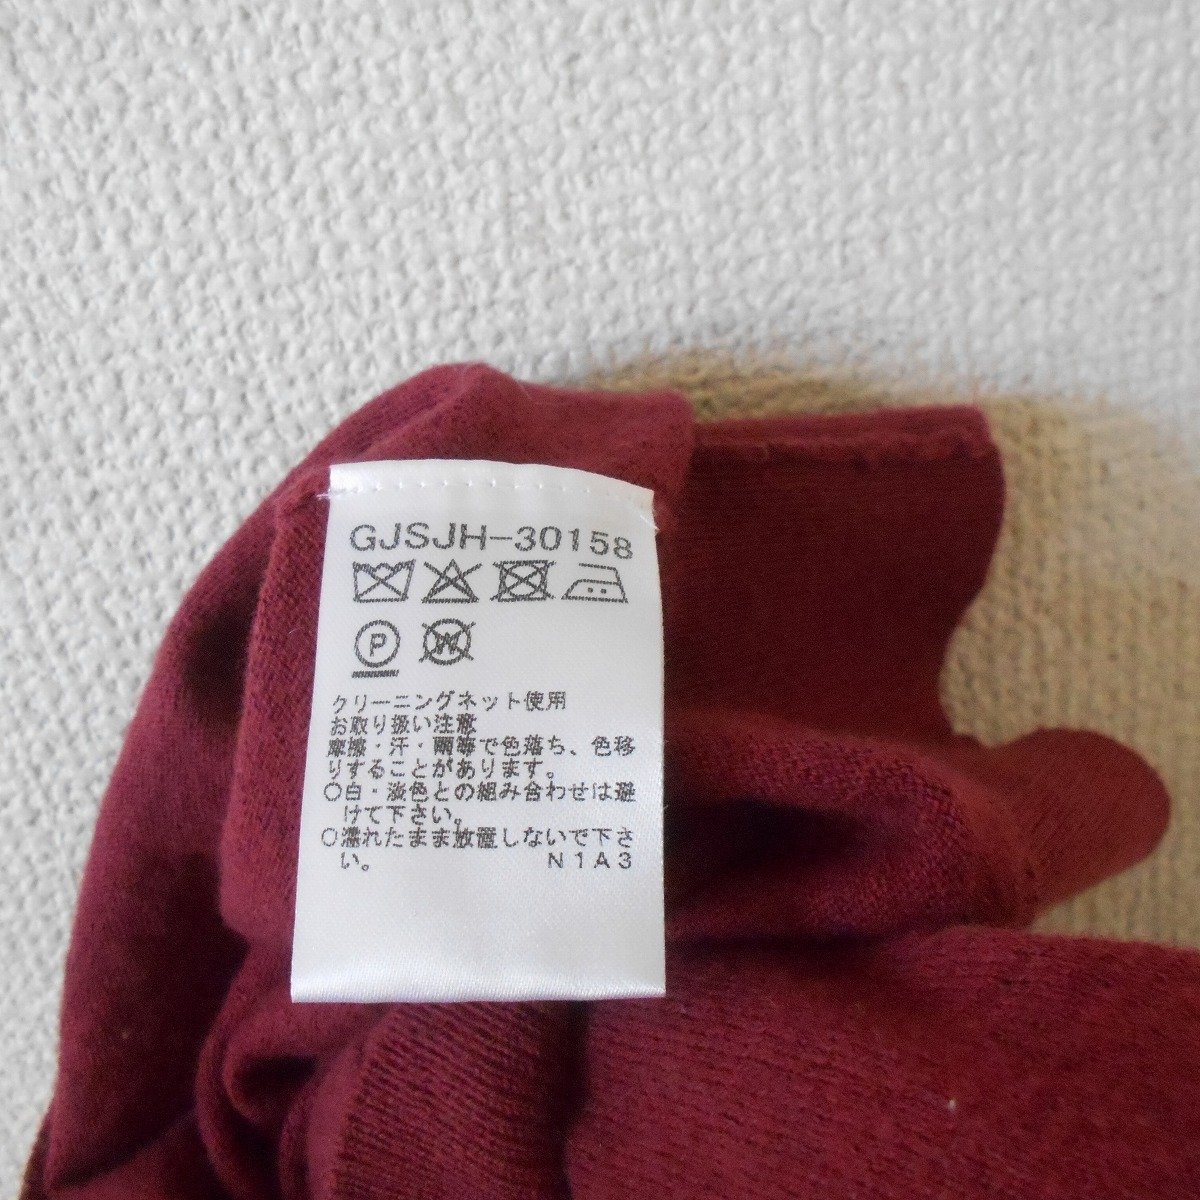 GJSJH-30158
P
W
クリーニングネット使用
お取り扱い注意
摩擦・汗・雨等で色落ち、色移
りすることがあります。
○白・淡色との組み合わせは避
けて下さい。
○濡れたまま放置しないで下さ
い。 N1A3